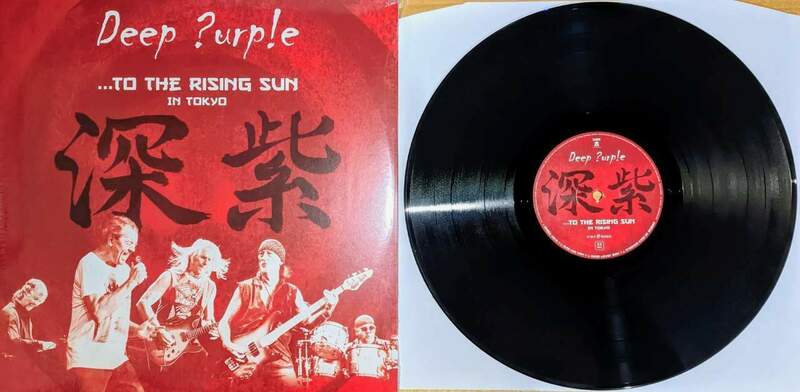 Deep ?urp!e
...TO THE RISING SUN
IN TOKYO
深紫
Deep ?urp!e
深紫
...TO THE RISING SUN
IN TOKYO